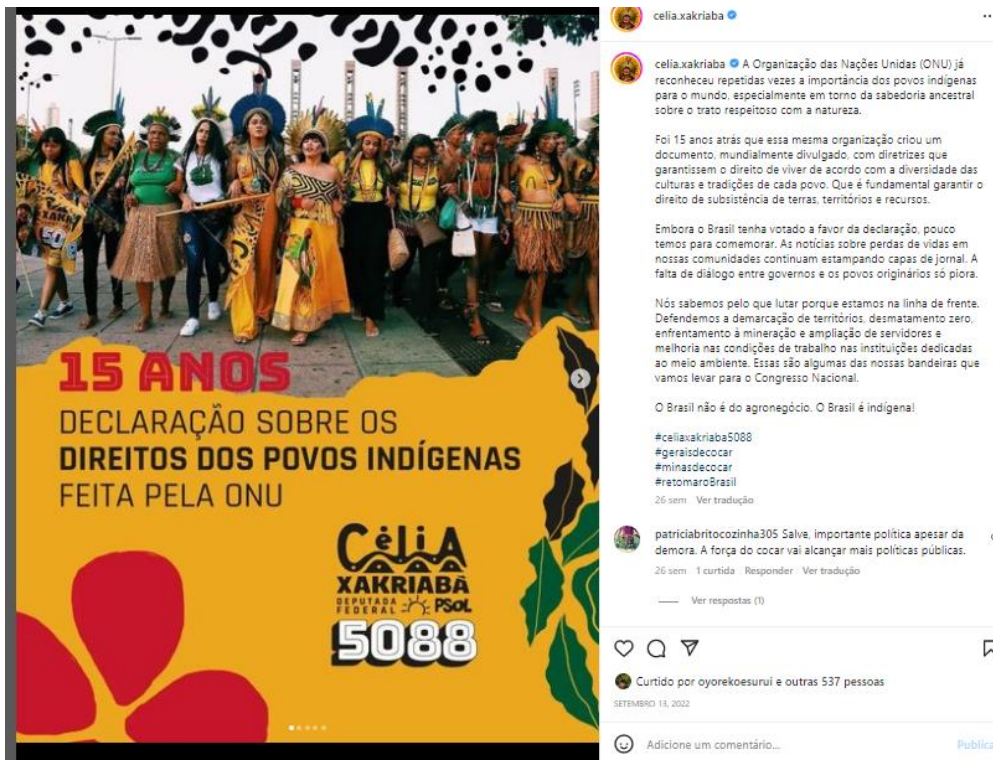 15 ANOS
DECLARAÇÃO SOBRE OS
DIREITOS DOS POVOS INDÍGENAS
FEITA PELA ONU
CÉLIA
XAKRIABÁ
DEPUTADA
FEDERAL PSOL
5088
celia.xakriaba
celia.xakriaba A Organização das Nações Unidas (ONU) já
reconheceu repetidas vezes a importância dos povos indígenas
para o mundo, especialmente em torno da sabedoria ancestral
sobre o trato respeitoso com a natureza.
Foi 15 anos atrás que essa mesma organização criou um
documento, mundialmente divulgado, com diretrizes que
garantissem o direito de viver de acordo com a diversidade das
culturas e tradições de cada povo. Que é fundamental garantir o
direito de subsistência de terras, territórios e recursos.
Embora o Brasil tenha votado a favor da declaração, pouco
temos para comemorar. As notícias sobre perdas de vidas em
nossas comunidades continuam estampando capas de jornal. A
falta de diálogo entre governos e os povos originários só piora.
Nós sabemos pelo que lutar porque estamos na linha de frente.
Defendemos a demarcação de territórios, desmatamento zero,
enfrentamento à mineração e ampliação de servidores e
melhoria nas condições de trabalho nas instituições dedicadas
ao meio ambiente. Essas são algumas das nossas bandeiras que
vamos levar para o Congresso Nacional.
O Brasil não é do agronegócio. O Brasil é indígena!
#celiaxakriaba5088
#geraisdecocar
#minasdecocar
#retomaroBrasil
26 sem Ver tradução
patriciabritocozinha305 Salve, importante política apesar da
demora. A força do cocar vai alcançar mais políticas públicas.
26 sem 1 curtida Responder Ver tradução
Ver respostas (1)
Curtido por oyorekoesurui e outras 537 pessoas
SETEMBRO 13, 2022
Adicione um comentário...
Publica